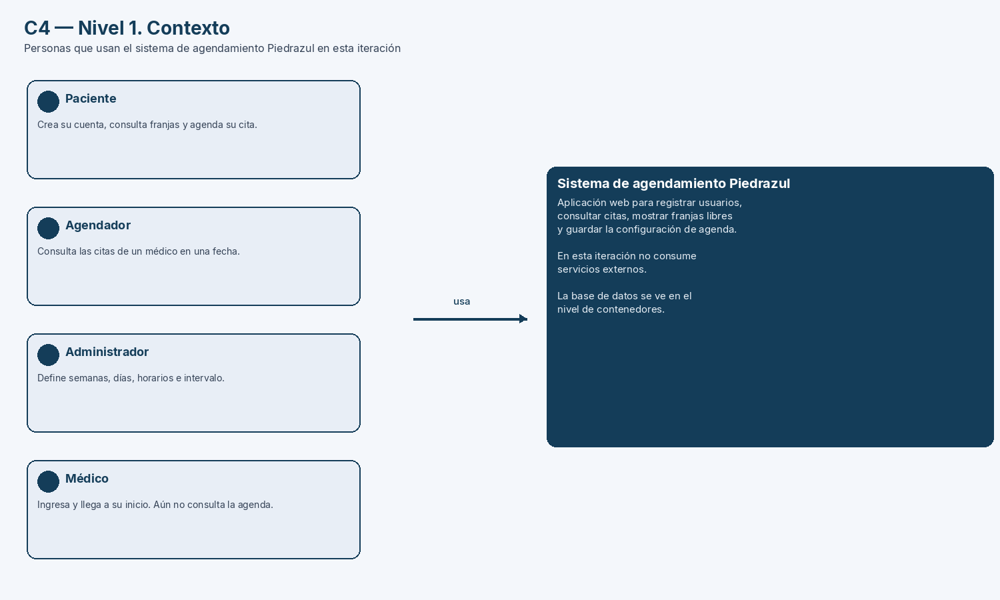 C4 — Nivel 1. Contexto
Personas que usan el sistema de agendamiento Piedrazul en esta iteración
Paciente
Crea su cuenta, consulta franjas y agenda su cita.
Agendador
Consulta las citas de un médico en una fecha.
Administrador
Define semanas, días, horarios e intervalo.
Médico
Ingresa y llega a su inicio. Aún no consulta la agenda.
usa
Sistema de agendamiento Piedrazul
Aplicación web para registrar usuarios,
consultar citas, mostrar franjas libres
y guardar la configuración de agenda.
En esta iteración no consume
servicios externos.
La base de datos se ve en el
nivel de contenedores.